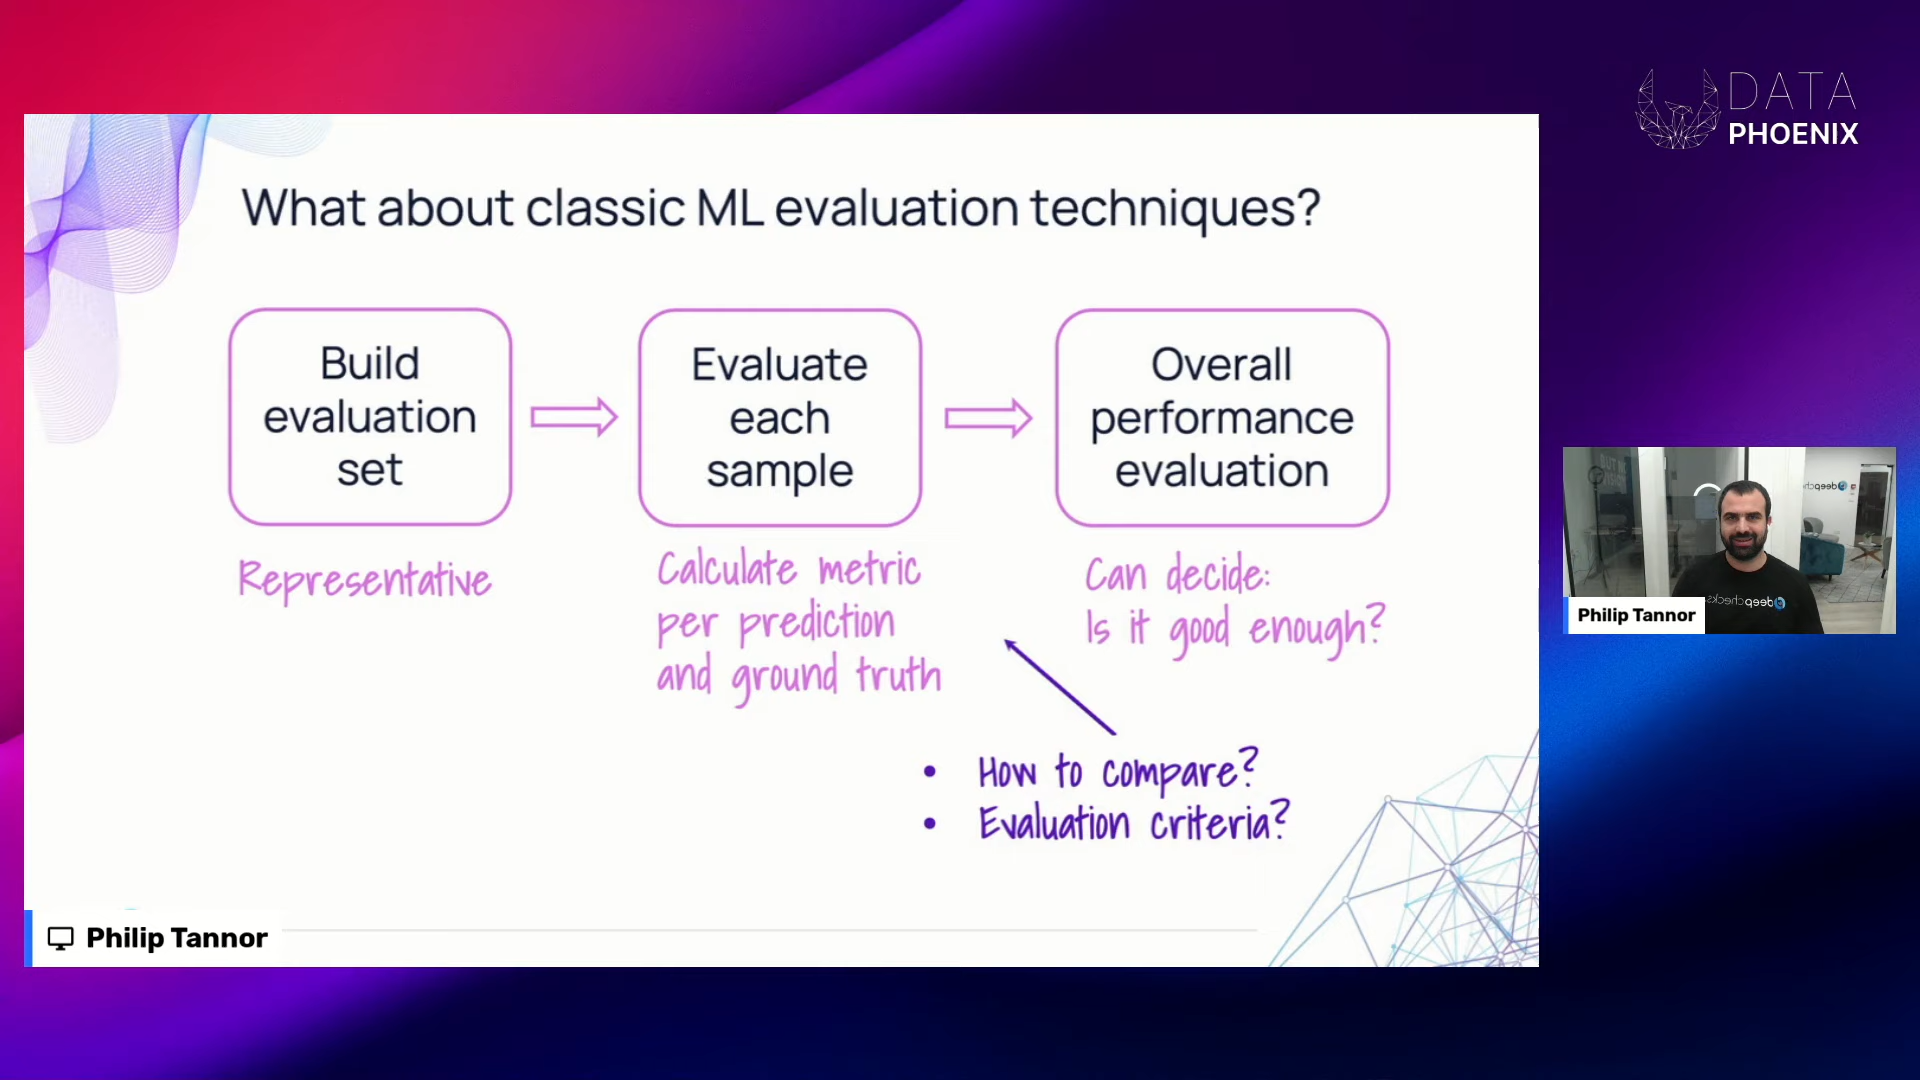 DATA
PHOENIX
What about classic ML evaluation techniques?
Build
evaluation
set
Evaluate
each
sample
Overall
performance
evaluation
Representative
Calculate metric
per prediction
and ground truth
Can decide:
Is it good enough?
• How to compare?
• Evaluation criteria?
Philip Tannor
deepchecks
Philip Tannor